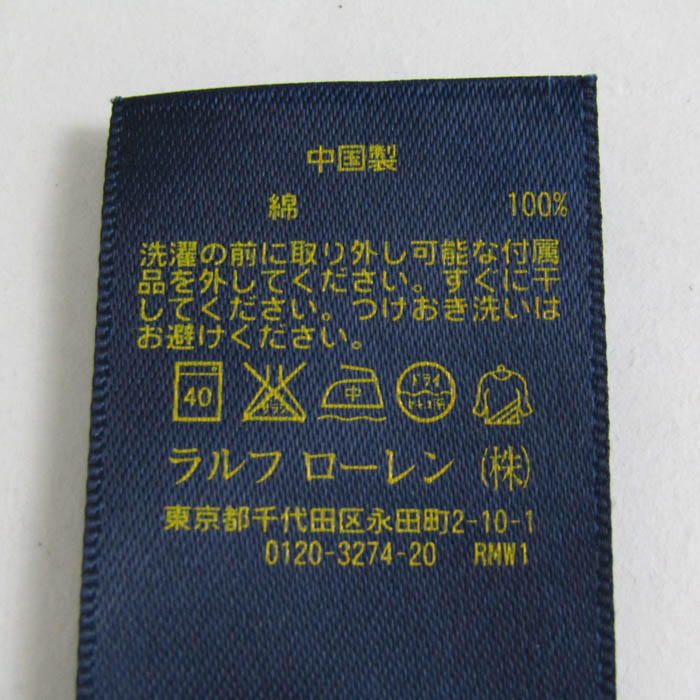 中国製
綿 100%
洗濯の前に取り外し可能な付属
品を外してください。すぐに干
してください。つけおき洗いは
お避けください。
40 中 ドライ
ラルフ ローレン (株)
東京都千代田区永田町2-10-1
0120-3274-20 RMW1